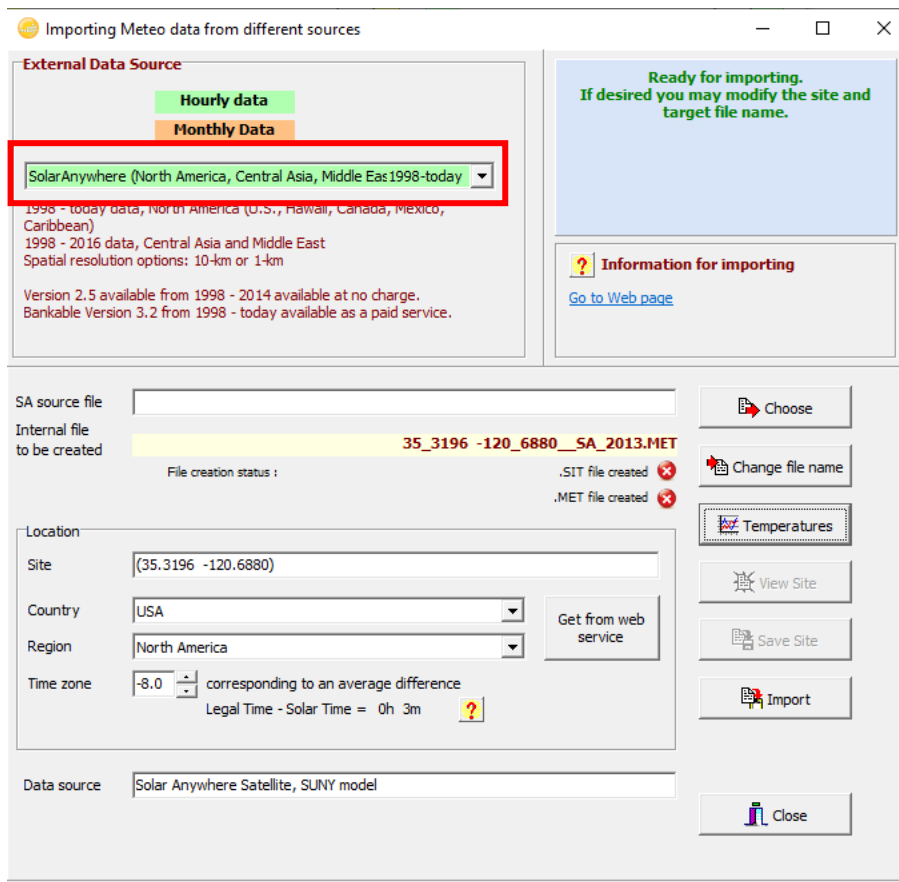 Importing Meteo data from different sources
External Data Source
Hourly data
Monthly Data
SolarAnywhere (North America, Central Asia, Middle Eas 1998-today
1998 - today data, North America (U.S., Hawaii, Canada, Mexico,
Caribbean)
1998 - 2016 data, Central Asia and Middle East
Spatial resolution options: 10-km or 1-km
Version 2.5 available from 1998 - 2014 available at no charge.
Bankable Version 3.2 from 1998 - today available as a paid service.
Ready for importing.
If desired you may modify the site and
target file name.
? Information for importing
Go to Web page
SA source file
Choose
Internal file
to be created
35_3196 -120_6880__SA_2013.MET
File creation status :
.SIT file created
.MET file created
Change file name
Temperatures
View Site
Save Site
Import
Location
Site
(35.3196 -120.6880)
Country
USA
Region
North America
Get from web
service
Time zone
-8.0
corresponding to an average difference
Legal Time - Solar Time = 0h 3m ?
Data source
Solar Anywhere Satellite, SUNY model
Close